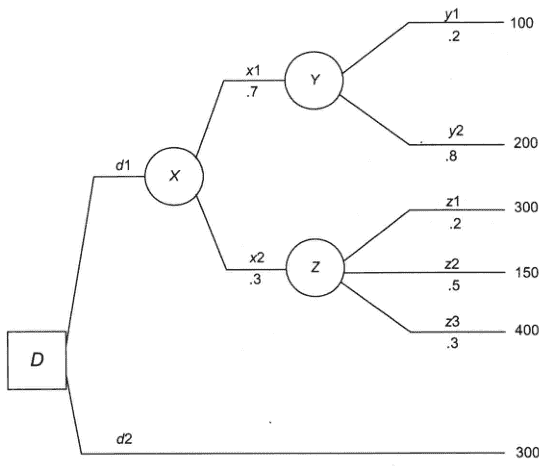 y1 100
.2
x1 Y
.7
y2 200
.8
d1 X
z1 300
.2
x2 Z z2 150
.3 .5
z3 400
.3
D
d2 300